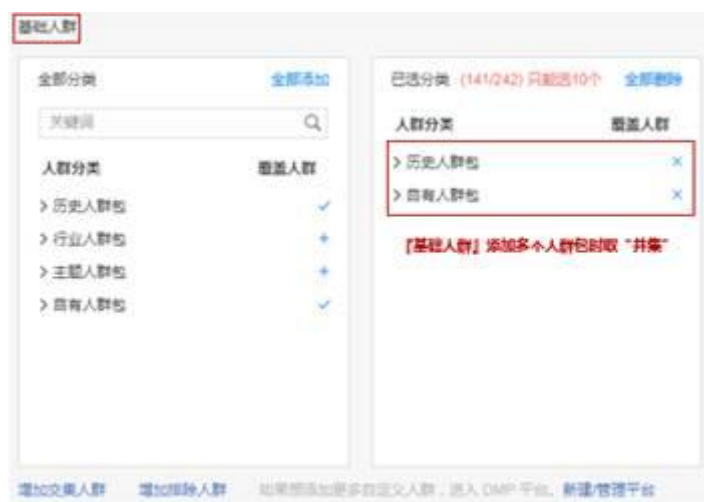 基础人群
全部分类 全部添加
关键词
人群分类 覆盖人群
> 历史人群包
> 行业人群包
> 主题人群包
> 自有人群包
已选分类 (141/242) 只能选10个 全部删除
人群分类 覆盖人群
> 历史人群包
> 自有人群包
『基础人群』添加多个人群包时取“并集”
增加交集人群 增加排除人群 如果想添加更多自定义人群，进入 DMP 平台。 新建/管理平台